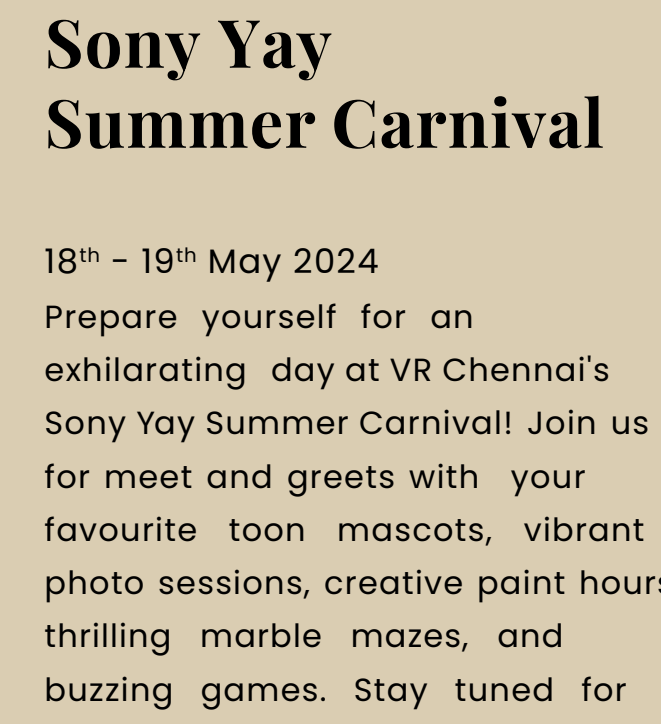 Sony Yay
Summer Carnival
18th - 19th May 2024
Prepare yourself for an
exhilarating day at VR Chennai's
Sony Yay Summer Carnival! Join us
for meet and greets with your
favourite toon mascots, vibrant
photo sessions, creative paint hours
thrilling marble mazes, and
buzzing games. Stay tuned for